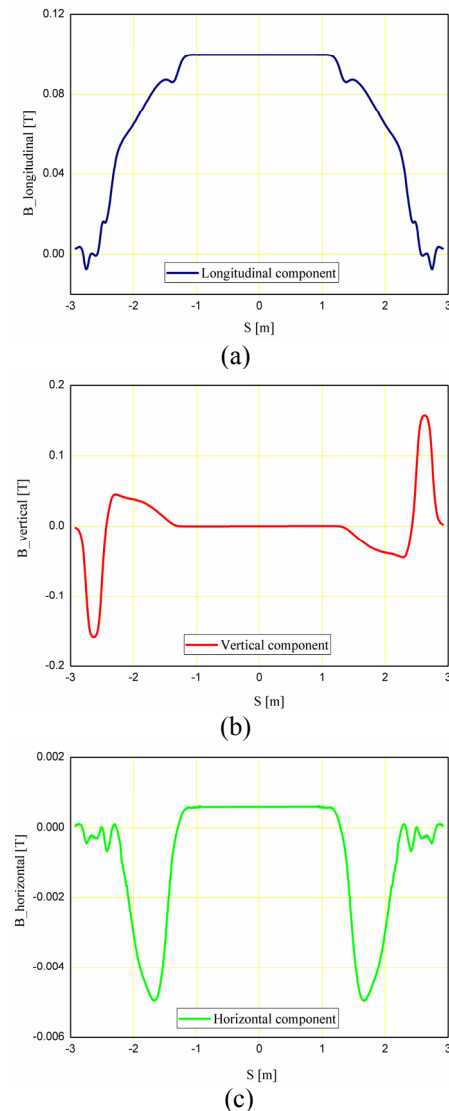 0.12
0.08
0.04
0.00
B_longitudinal [T]
Longitudinal component
-3 -2 -1 0 1 2 3
S [m]
(a)
0.2
0.1
0.0
-0.1
-0.2
B_vertical [T]
Vertical component
-3 -2 -1 0 1 2 3
S [m]
(b)
0.002
0.000
-0.002
-0.004
-0.006
B_horizontal [T]
Horizontal component
-3 -2 -1 0 1 2 3
S [m]
(c)